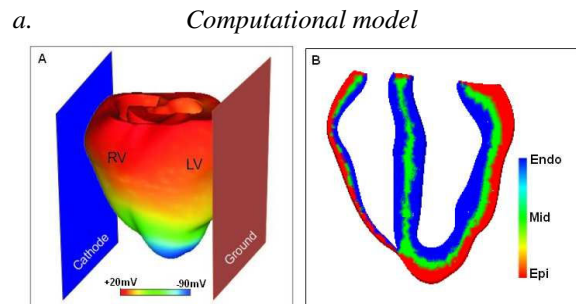 a. Computational model
A
RV
LV
Cathode
Ground
+20mV
-90mV
B
Endo
Mid
Epi